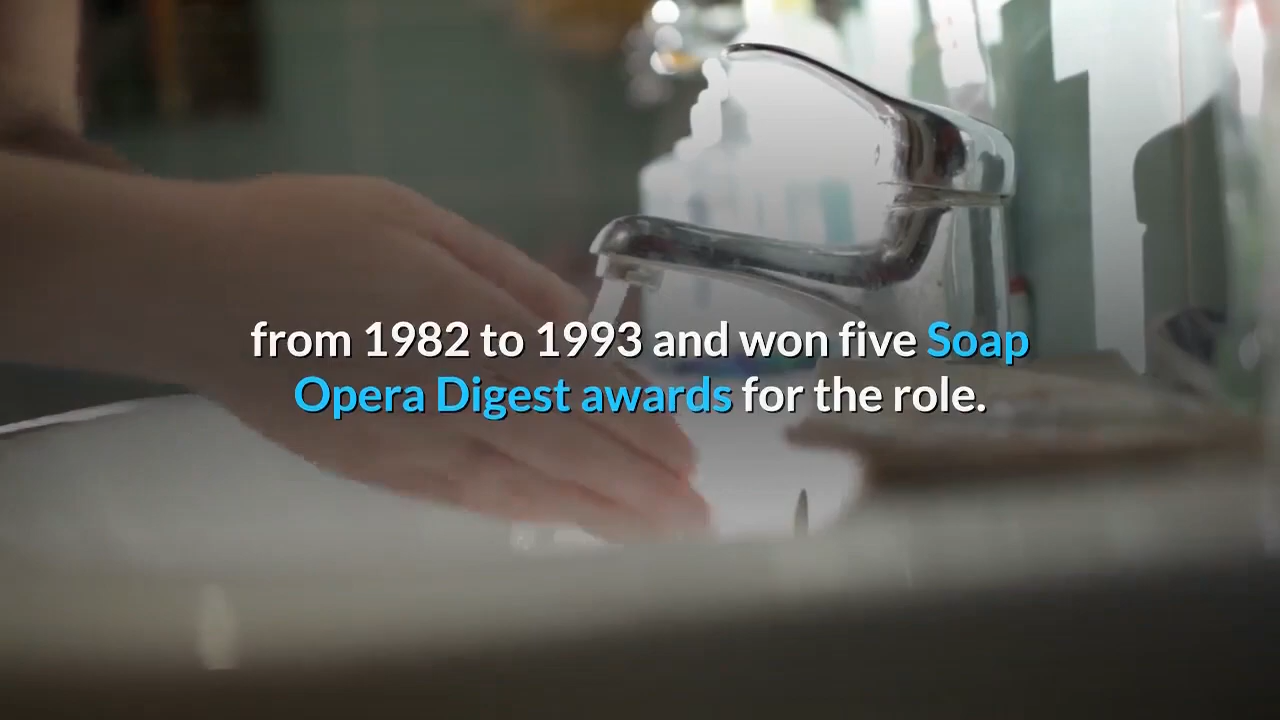 from 1982 to 1993 and won five Soap
Opera Digest awards for the role.